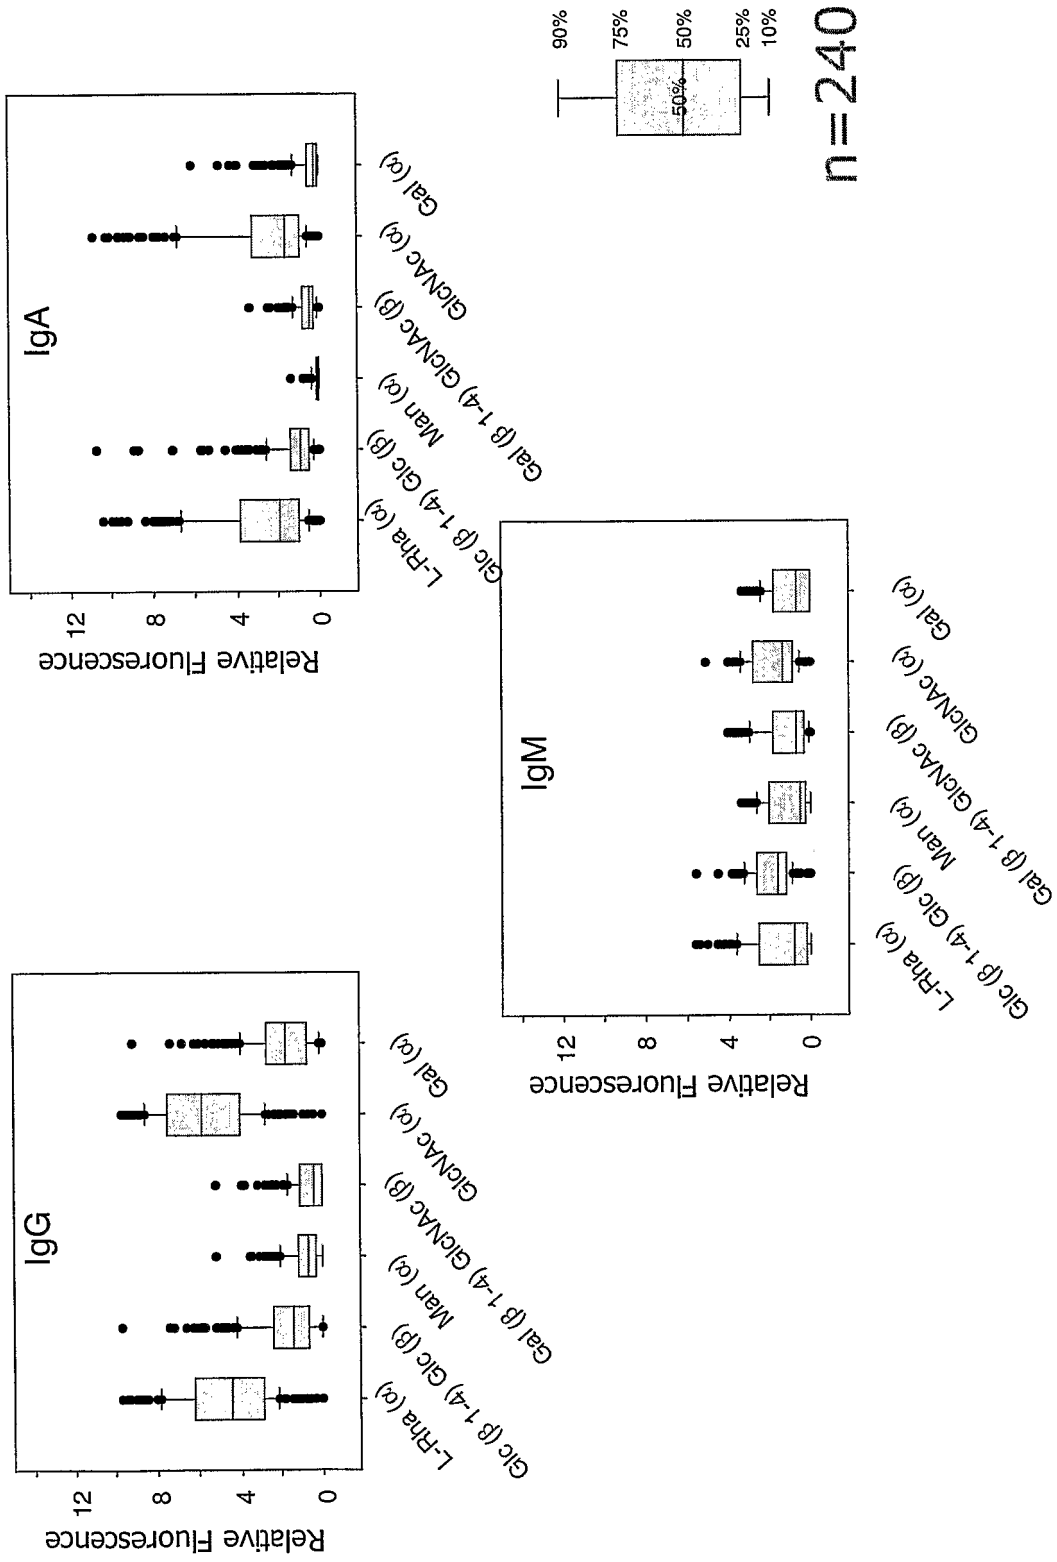 IgG
Relative Fluorescence
12
8
4
0
L-Rha (α)
Glc (β 1-4) Glc (β)
Man (α)
Gal (β 1-4) GlcNAc (β)
GlcNAc (α)
Gal (α)
IgA
Relative Fluorescence
12
8
4
0
L-Rha (α)
Glc (β 1-4) Glc (β)
Man (α)
Gal (β 1-4) GlcNAc (β)
GlcNAc (α)
Gal (α)
IgM
Relative Fluorescence
12
8
4
0
L-Rha (α)
Glc (β 1-4) Glc (β)
Man (α)
Gal (β 1-4) GlcNAc (β)
GlcNAc (α)
Gal (α)
90%
75%
50%
50%
25%
10%
n=240